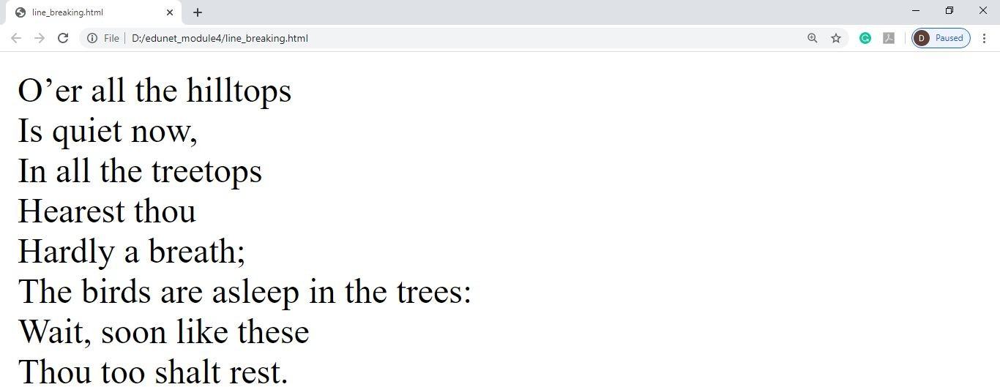 line_breaking.html
File
D:/edunet_module4/line_breaking.html
D
Paused
O’er all the hilltops
Is quiet now,
In all the treetops
Hearest thou
Hardly a breath;
The birds are asleep in the trees:
Wait, soon like these
Thou too shalt rest.